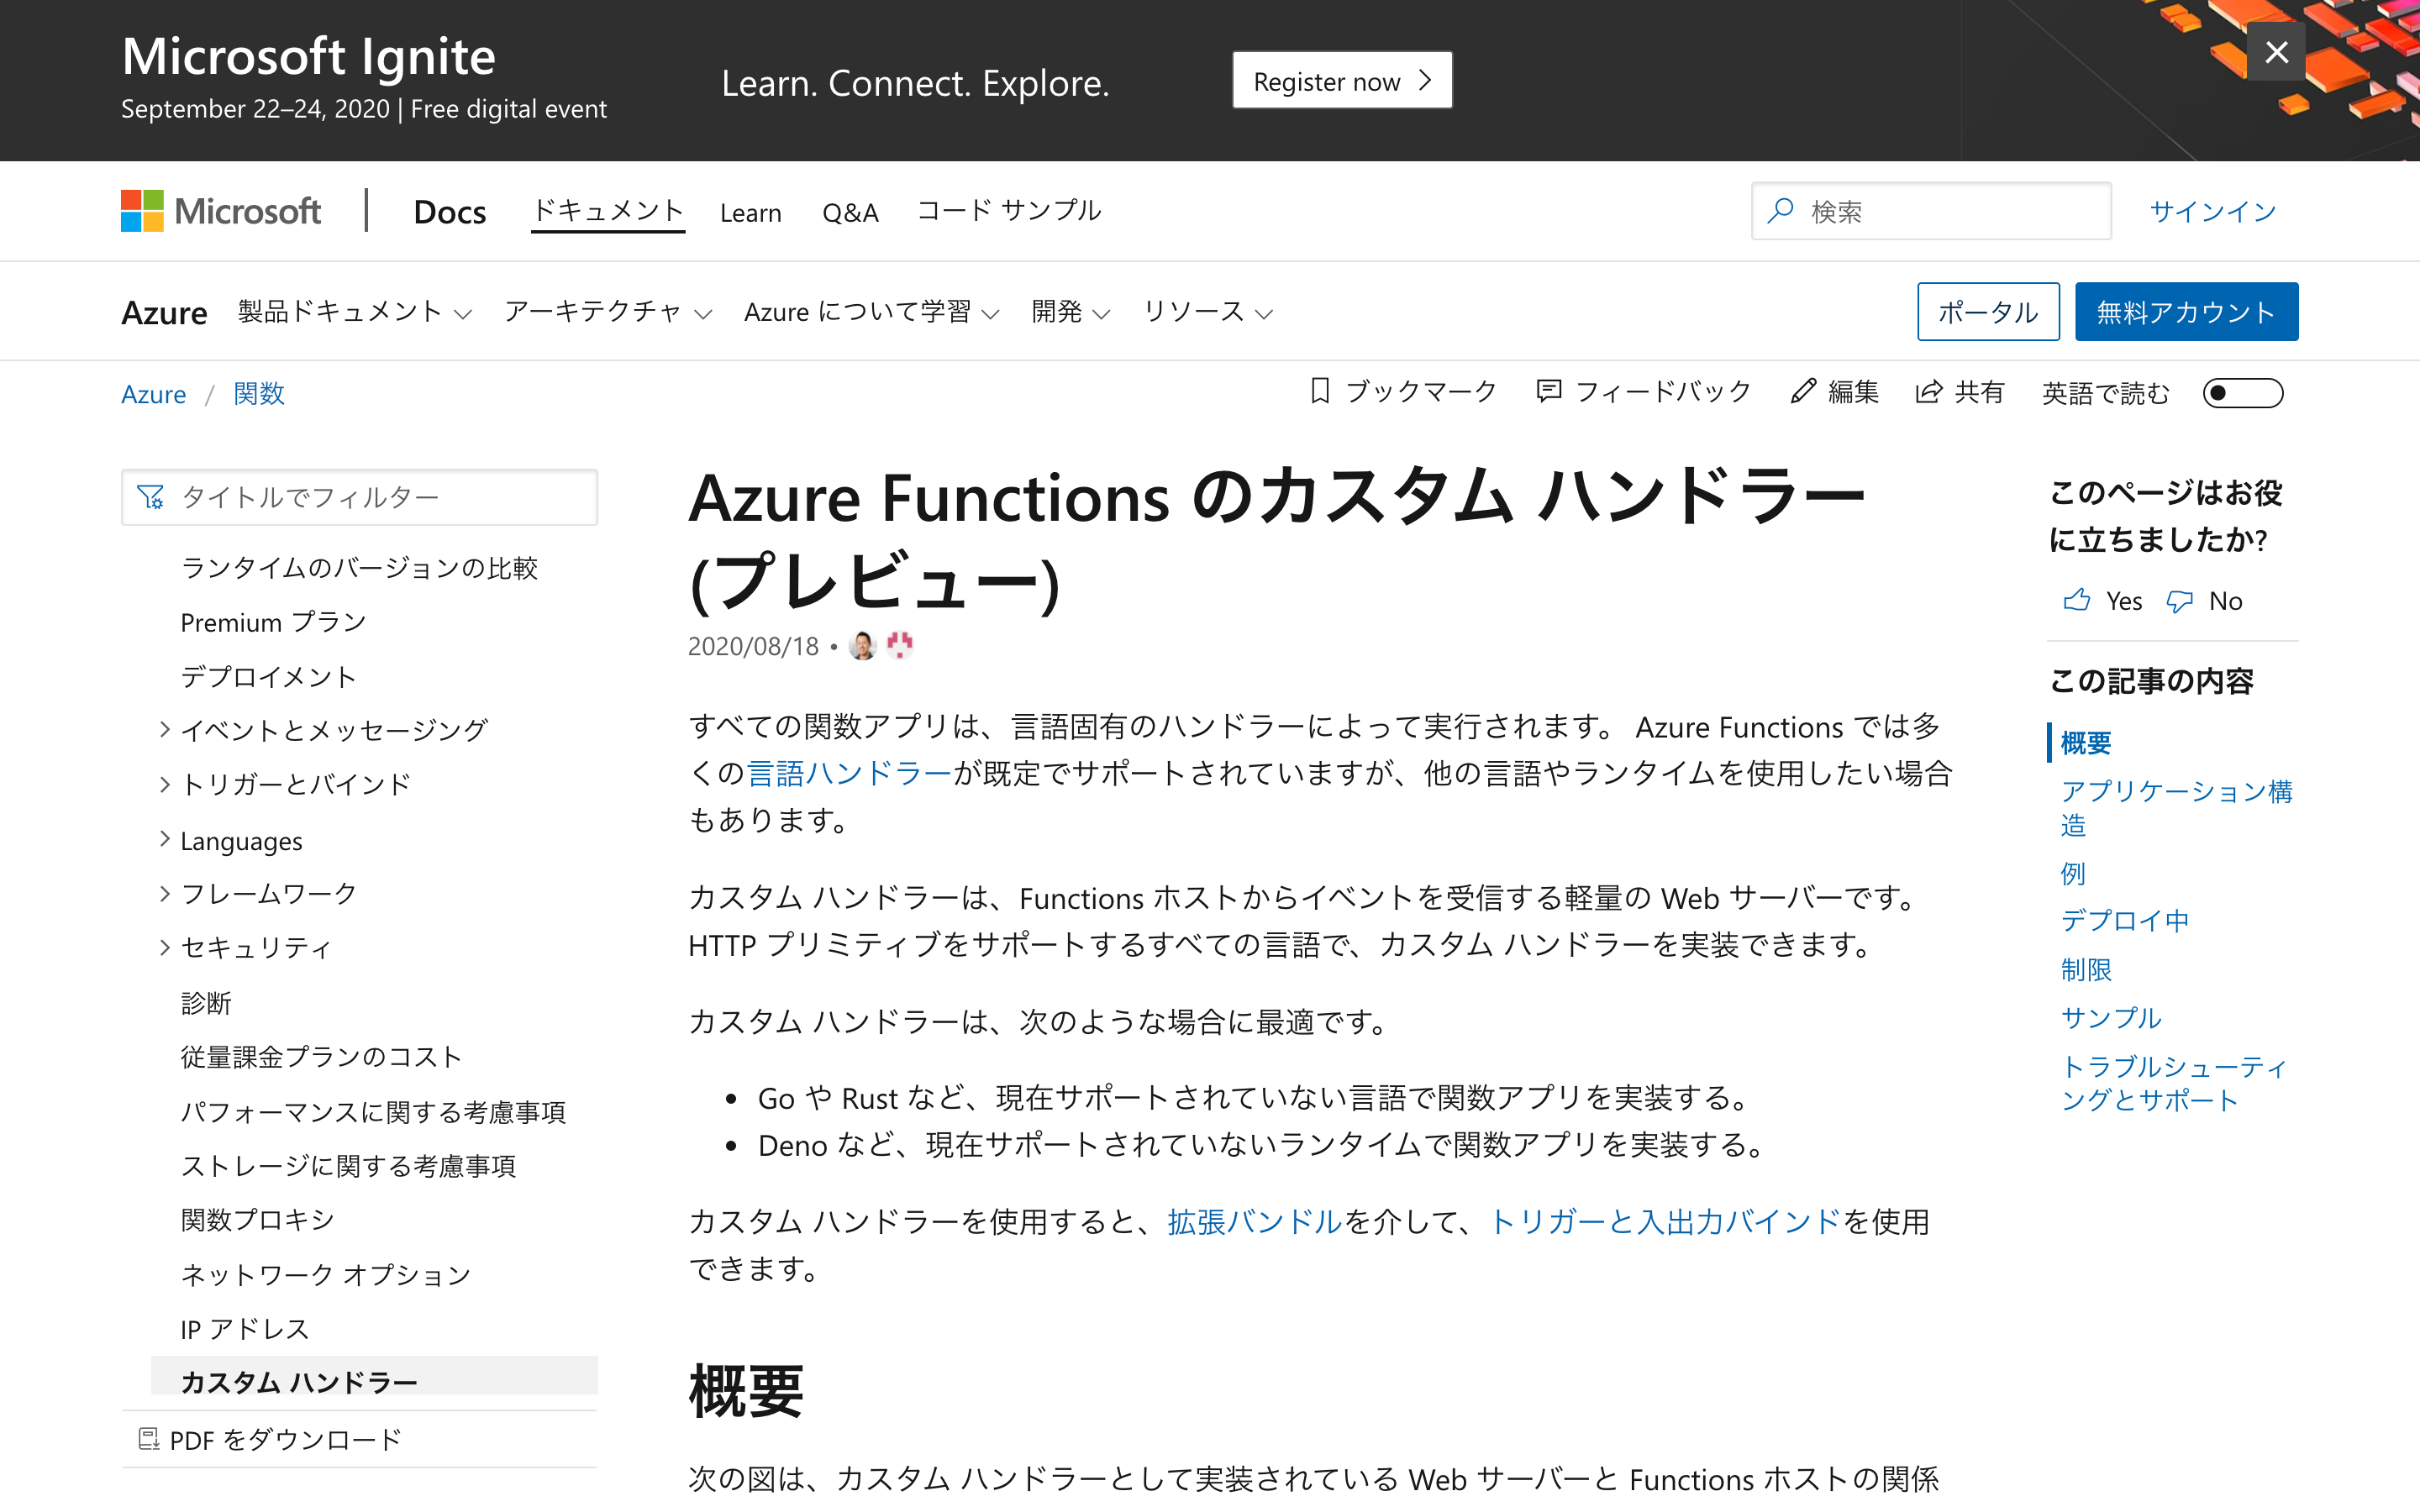 Microsoft Ignite
September 22–24, 2020 | Free digital event
Learn. Connect. Explore.
Register now
Microsoft
Docs
ドキュメント
Learn
Q&A
コード サンプル
検索
サインイン
Azure
製品ドキュメント
アーキテクチャ
Azure について学習
開発
リソース
ポータル
無料アカウント
Azure / 関数
ブックマーク
フィードバック
編集
共有
英語で読む
タイトルでフィルター
ランタイムのバージョンの比較
Premium プラン
デプロイメント
イベントとメッセージング
トリガーとバインド
Languages
フレームワーク
セキュリティ
診断
従量課金プランのコスト
パフォーマンスに関する考慮事項
ストレージに関する考慮事項
関数プロキシ
ネットワーク オプション
IP アドレス
カスタム ハンドラー
PDF をダウンロード
Azure Functions のカスタム ハンドラー
(プレビュー)
2020/08/18 •
すべての関数アプリは、言語固有のハンドラーによって実行されます。 Azure Functions では多
くの言語ハンドラーが既定でサポートされていますが、他の言語やランタイムを使用したい場合
もあります。
カスタム ハンドラーは、Functions ホストからイベントを受信する軽量の Web サーバーです。
HTTP プリミティブをサポートするすべての言語で、カスタム ハンドラーを実装できます。
カスタム ハンドラーは、次のような場合に最適です。
• Go や Rust など、現在サポートされていない言語で関数アプリを実装する。
• Deno など、現在サポートされていないランタイムで関数アプリを実装する。
カスタム ハンドラーを使用すると、拡張バンドルを介して、トリガーと入出力バインドを使用
できます。
概要
次の図は、カスタム ハンドラーとして実装されている Web サーバーと Functions ホストの関係
このページはお役
に立ちましたか?
Yes
No
この記事の内容
概要
アプリケーション構
造
例
デプロイ中
制限
サンプル
トラブルシューティ
ングとサポート